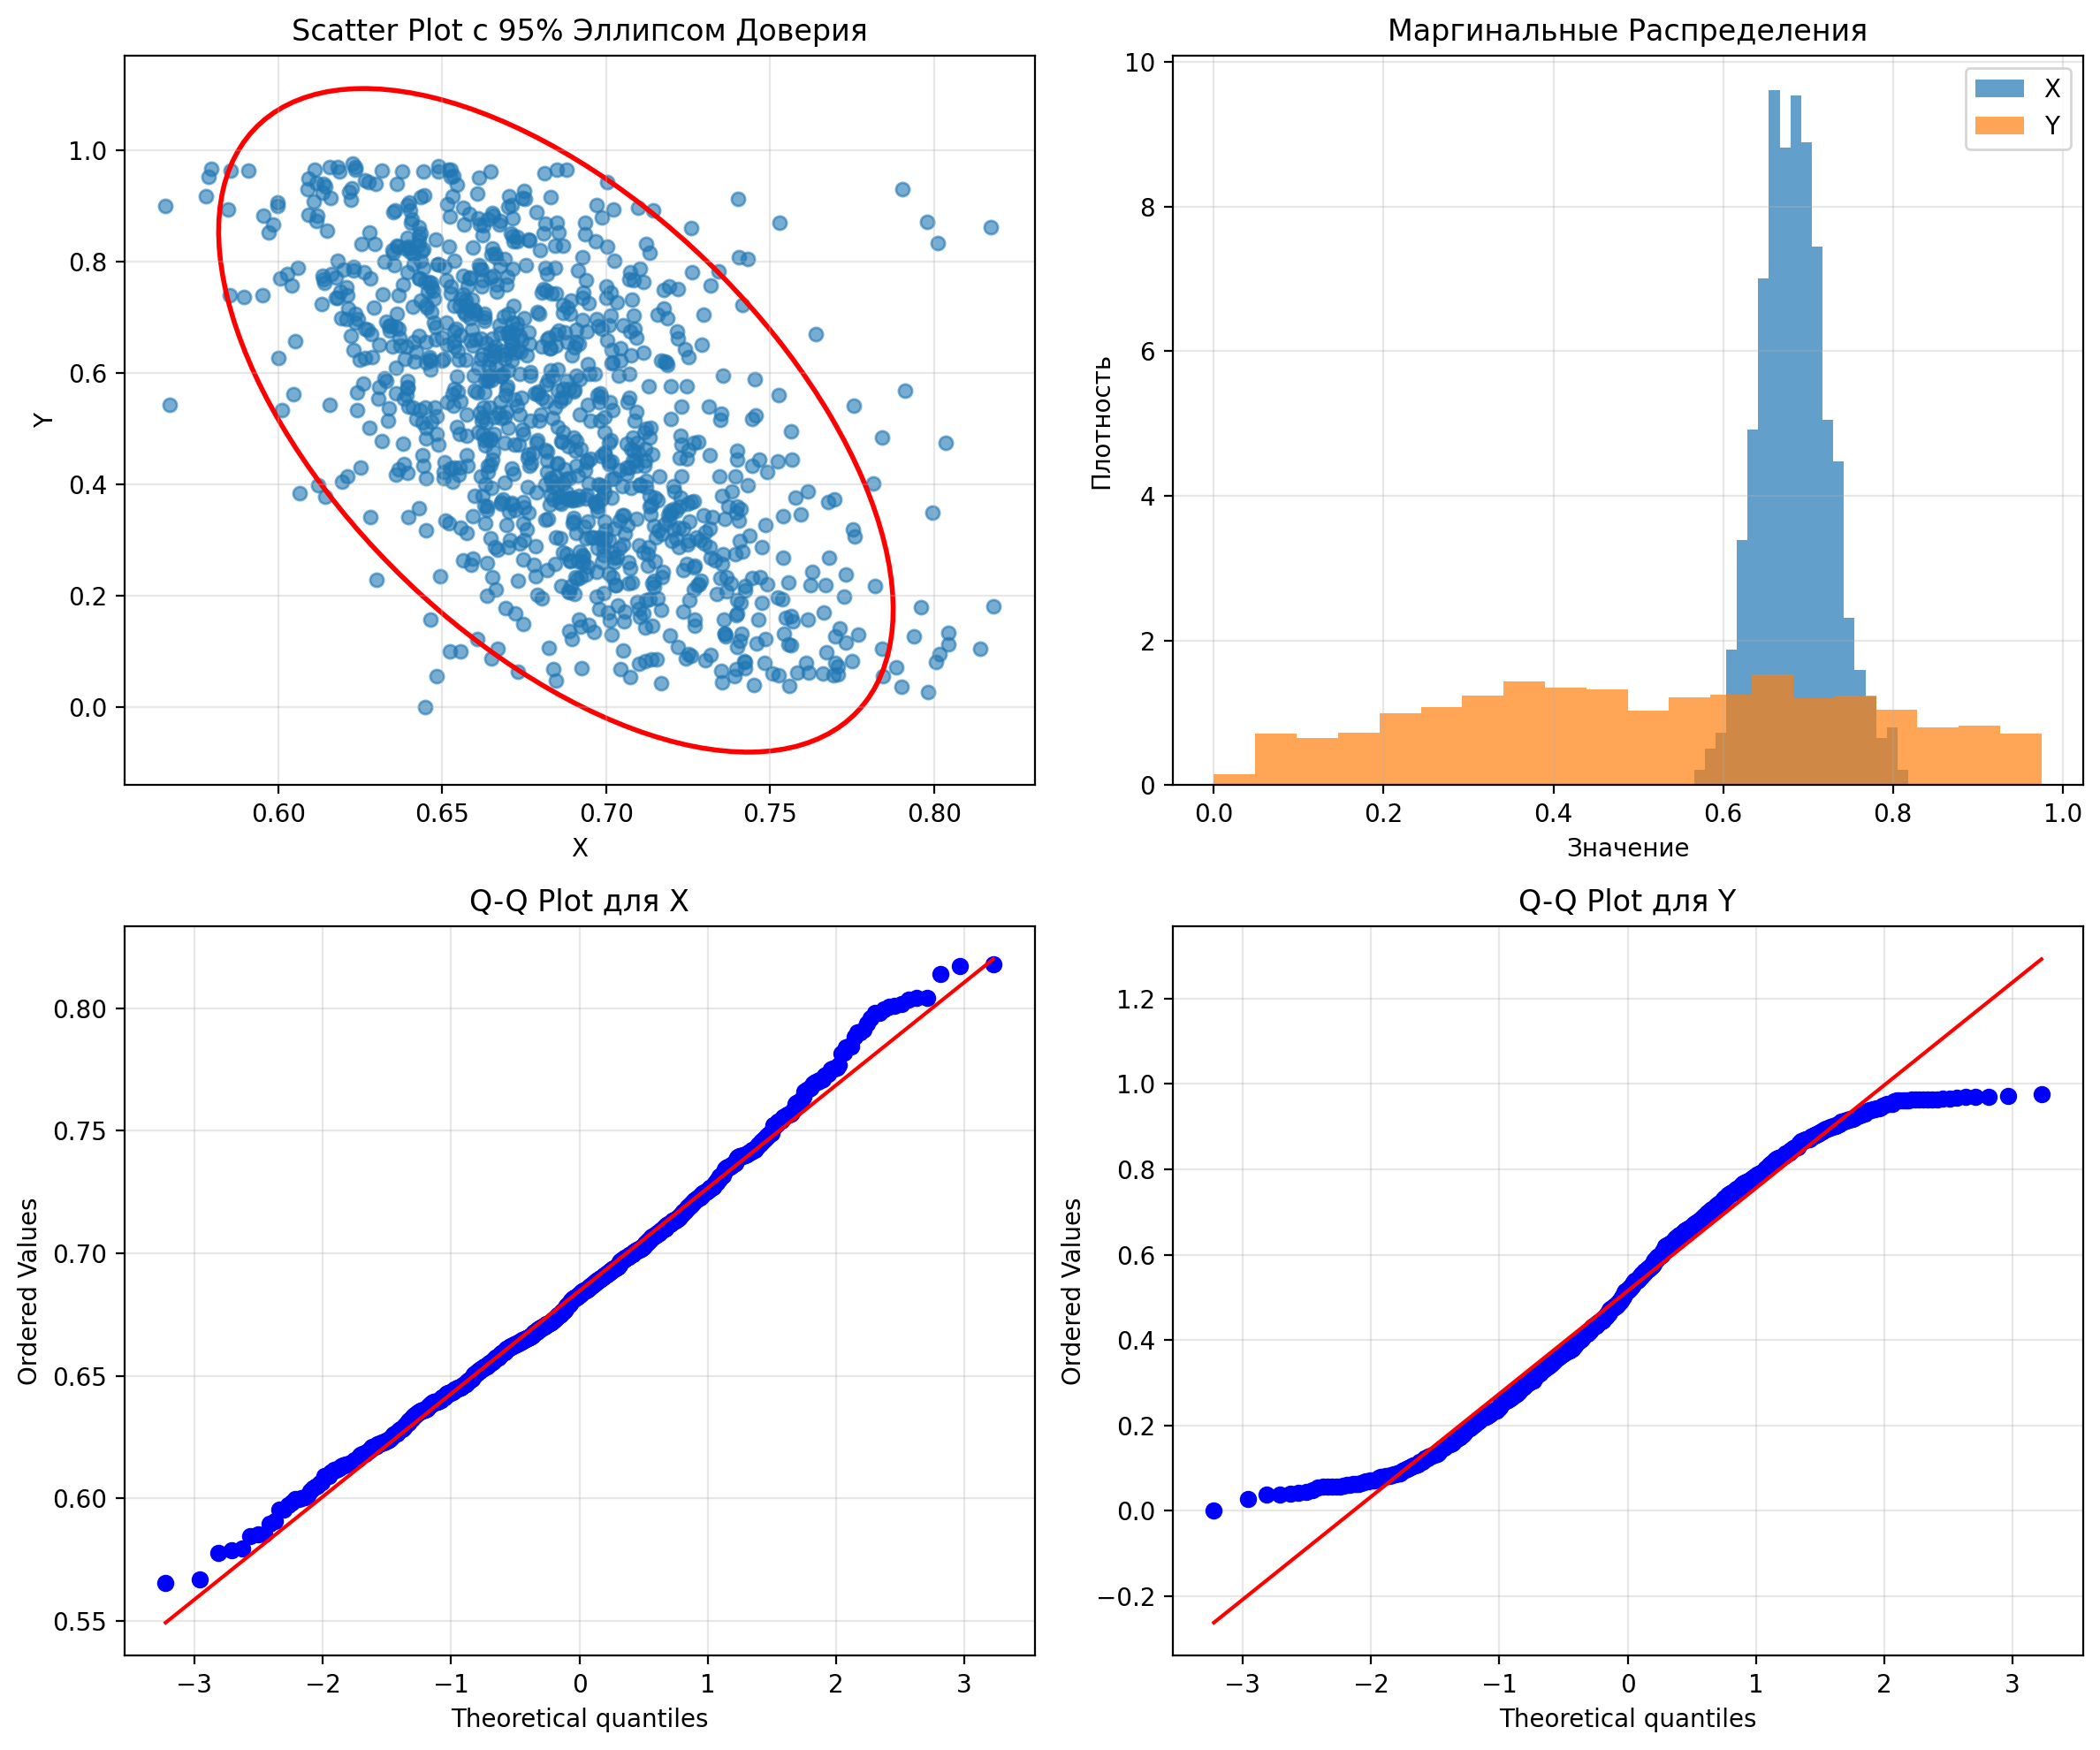 Scatter Plot с 95% Эллипсом Доверия
1.0
0.8
0.6
0.4
0.2
0.0
Y
0.60 0.65 0.70 0.75 0.80
X
Маргинальные Распределения
10
8
6
4
2
0
Плотность
X
Y
0.0 0.2 0.4 0.6 0.8 1.0
Значение
Q-Q Plot для X
0.80
0.75
0.70
0.65
0.60
0.55
Ordered Values
−3 −2 −1 0 1 2 3
Theoretical quantiles
Q-Q Plot для Y
1.2
1.0
0.8
0.6
0.4
0.2
0.0
−0.2
Ordered Values
−3 −2 −1 0 1 2 3
Theoretical quantiles